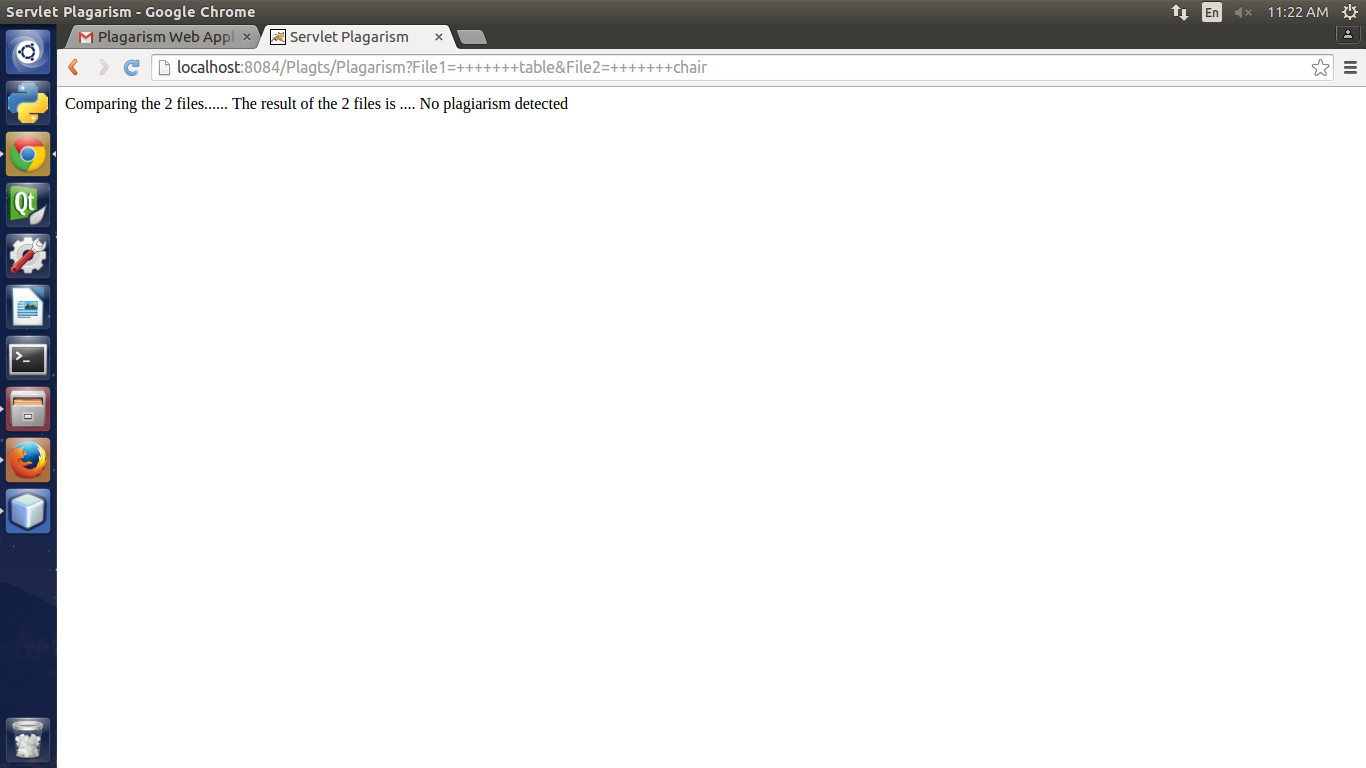 Servlet Plagarism - Google Chrome
En
11:22 AM
Plagarism Web Appl
Servlet Plagarism
localhost:8084/Plagts/Plagarism?File1=+++++++table&File2=+++++++chair
Comparing the 2 files...... The result of the 2 files is .... No plagiarism detected
Qt
>_